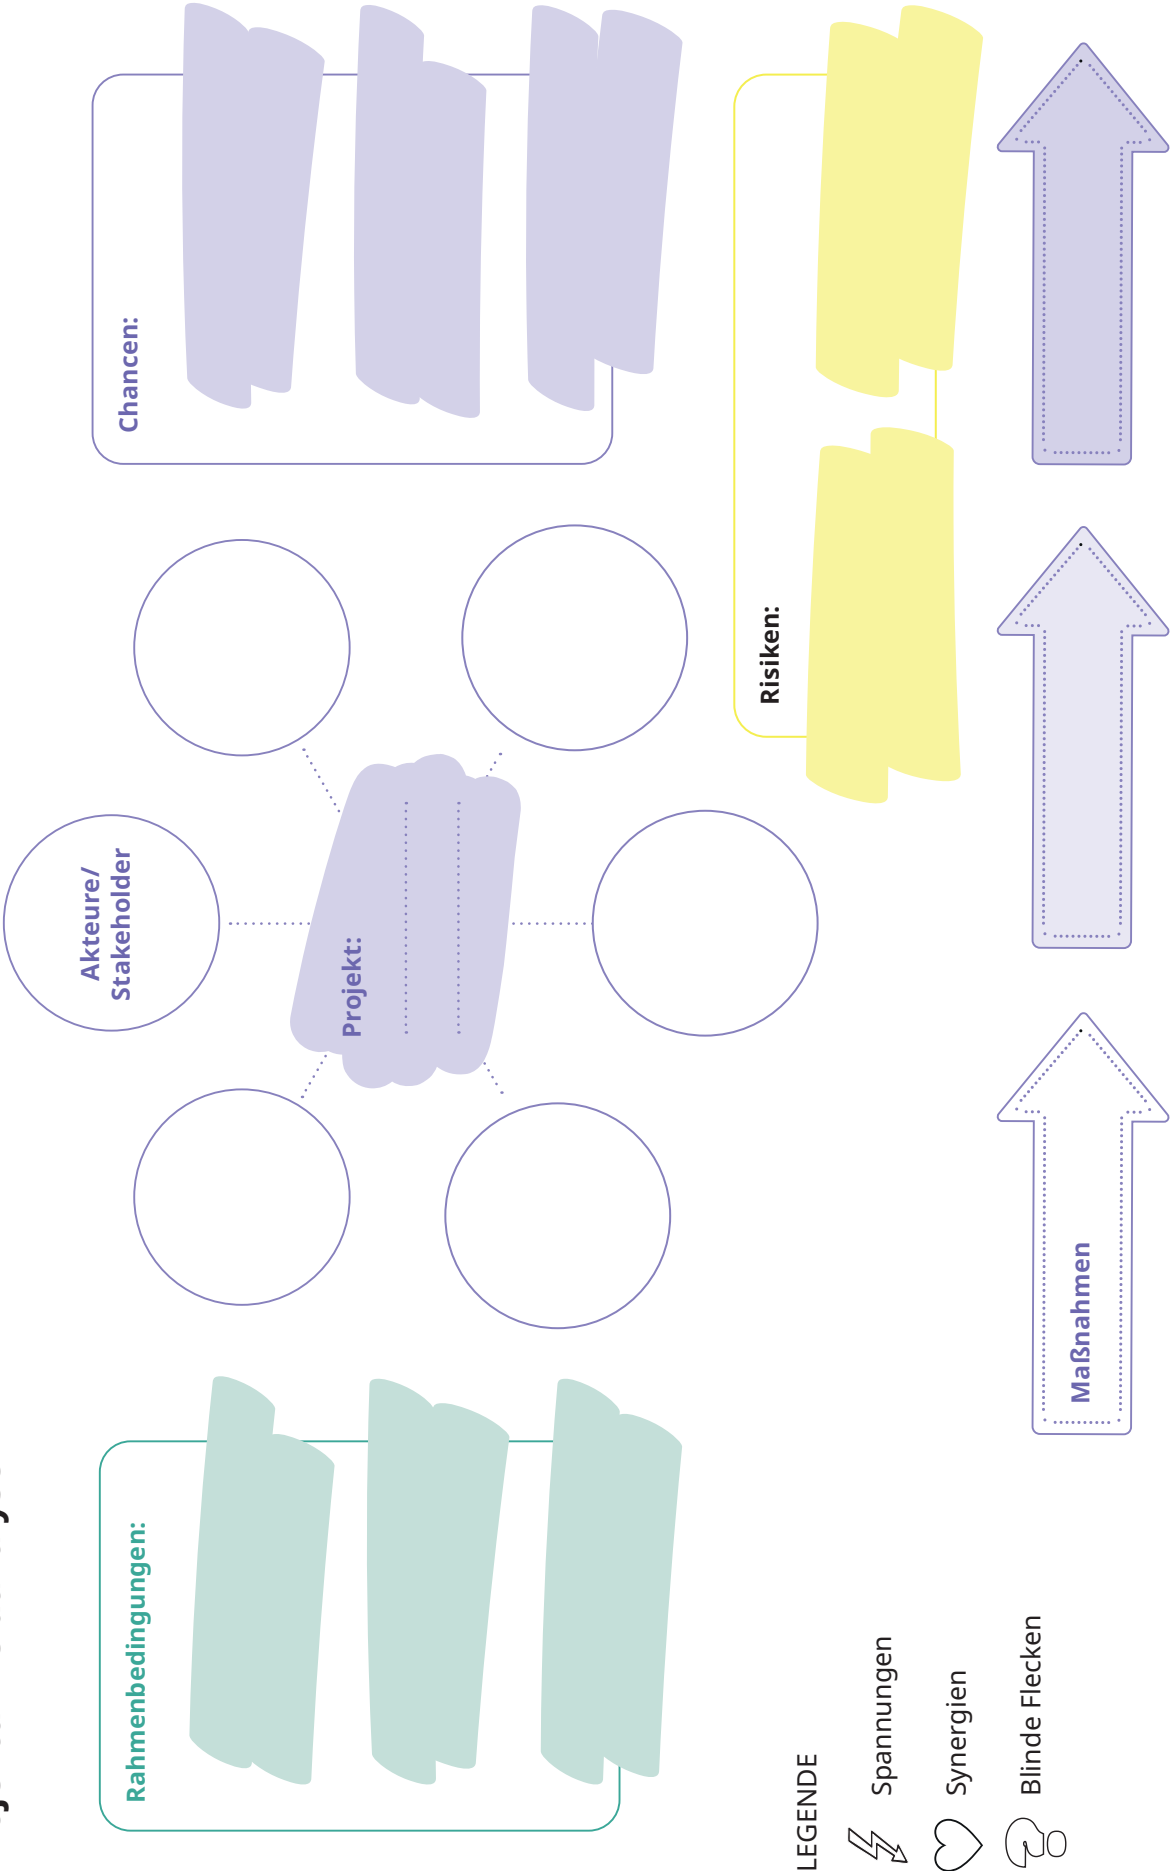 Rahmenbedingungen:
Akteure/
Stakeholder
Projekt:
Chancen:
Risiken:
LEGENDE
Spannungen
Synergien
Blinde Flecken
Maßnahmen